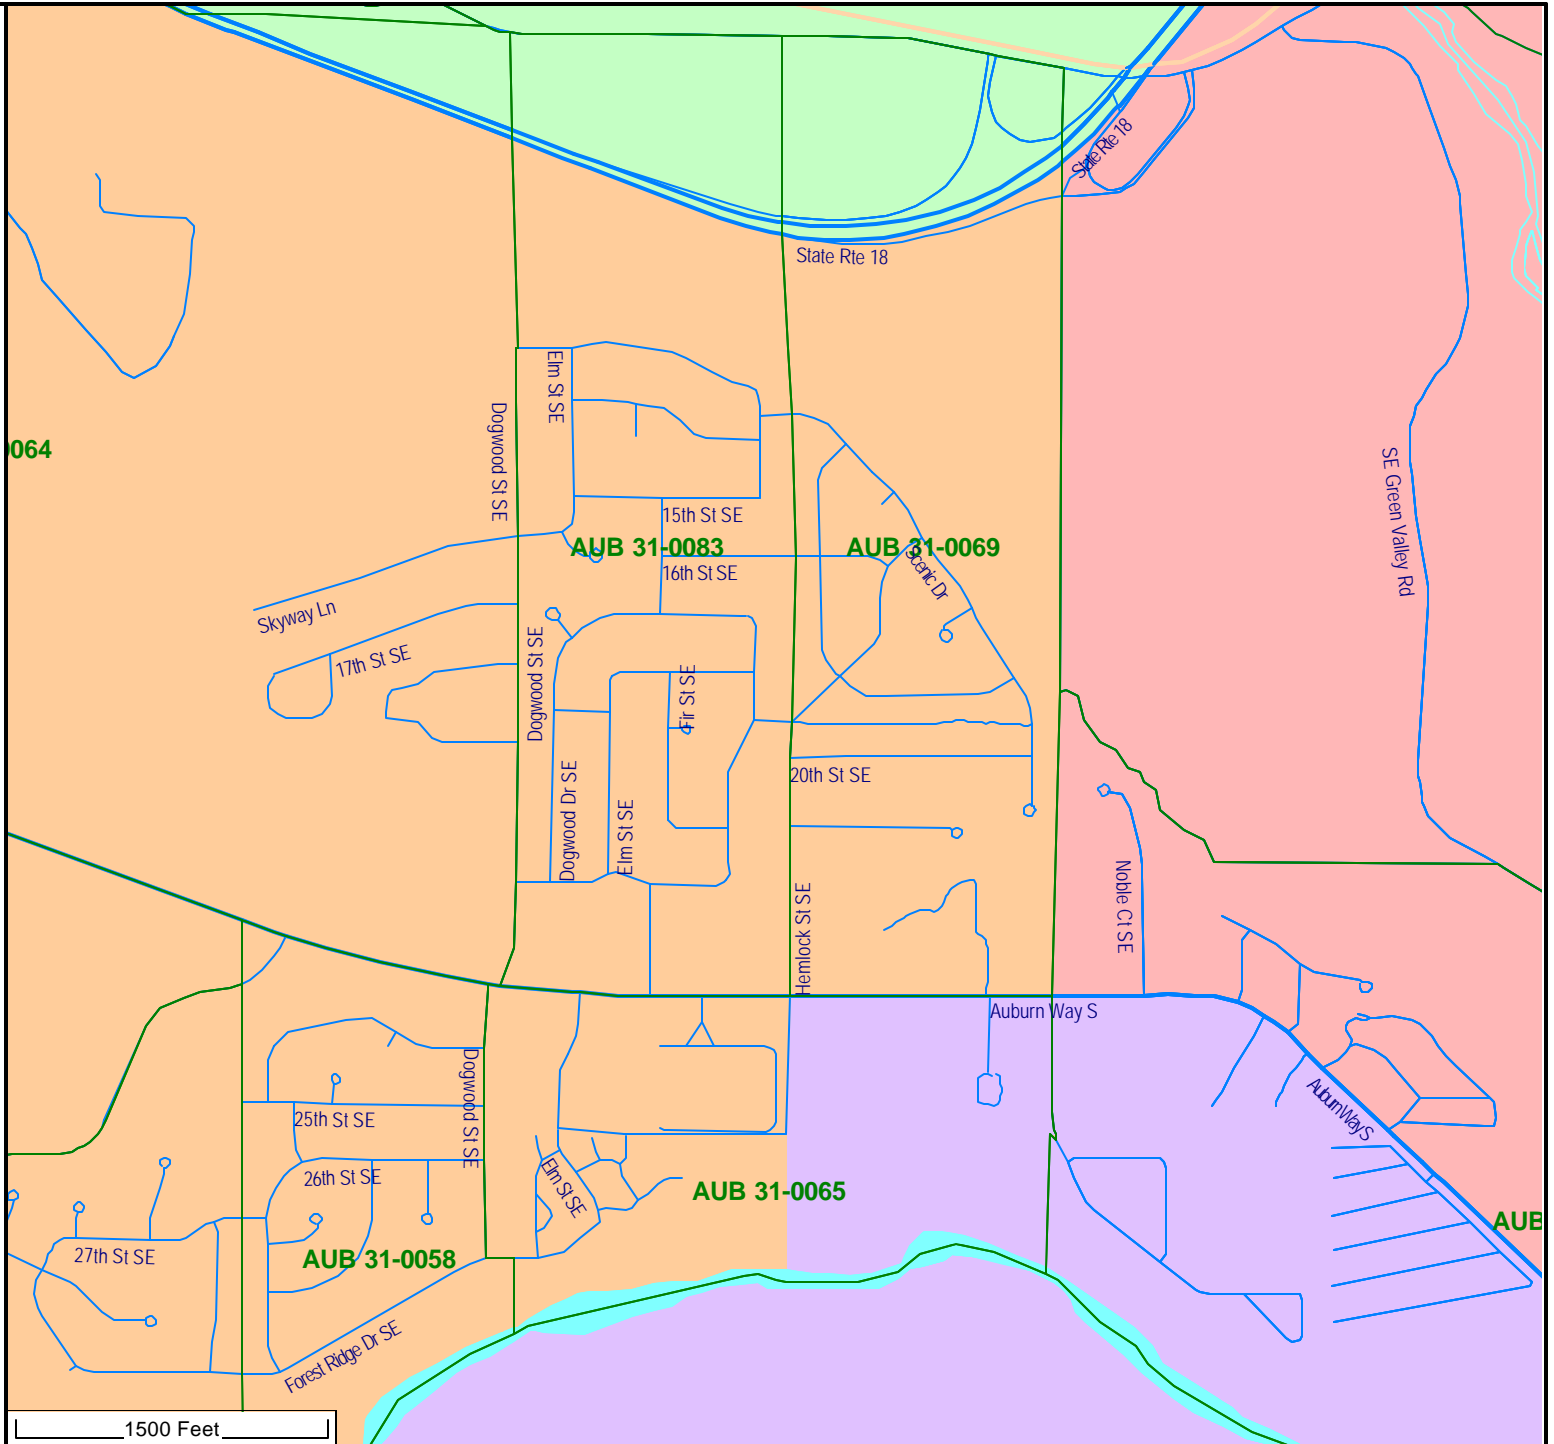 State Rte 18
State Rte 18
Elm St SE
Dogwood St SE
0064
SE Green Valley Rd
15th St SE
AUB 31-0083
AUB 31-0069
16th St SE
Scenic Dr
Skyway Ln
17th St SE
Dogwood St SE
Fir St SE
20th St SE
Dogwood Dr SE
Elm St SE
Noble Ct SE
Hemlock St SE
Auburn Way S
Dogwood St SE
Auburn Way S
25th St SE
26th St SE
Elm St SE
AUB 31-0065
AUB
27th St SE
AUB 31-0058
Forest Ridge Dr SE
1500 Feet